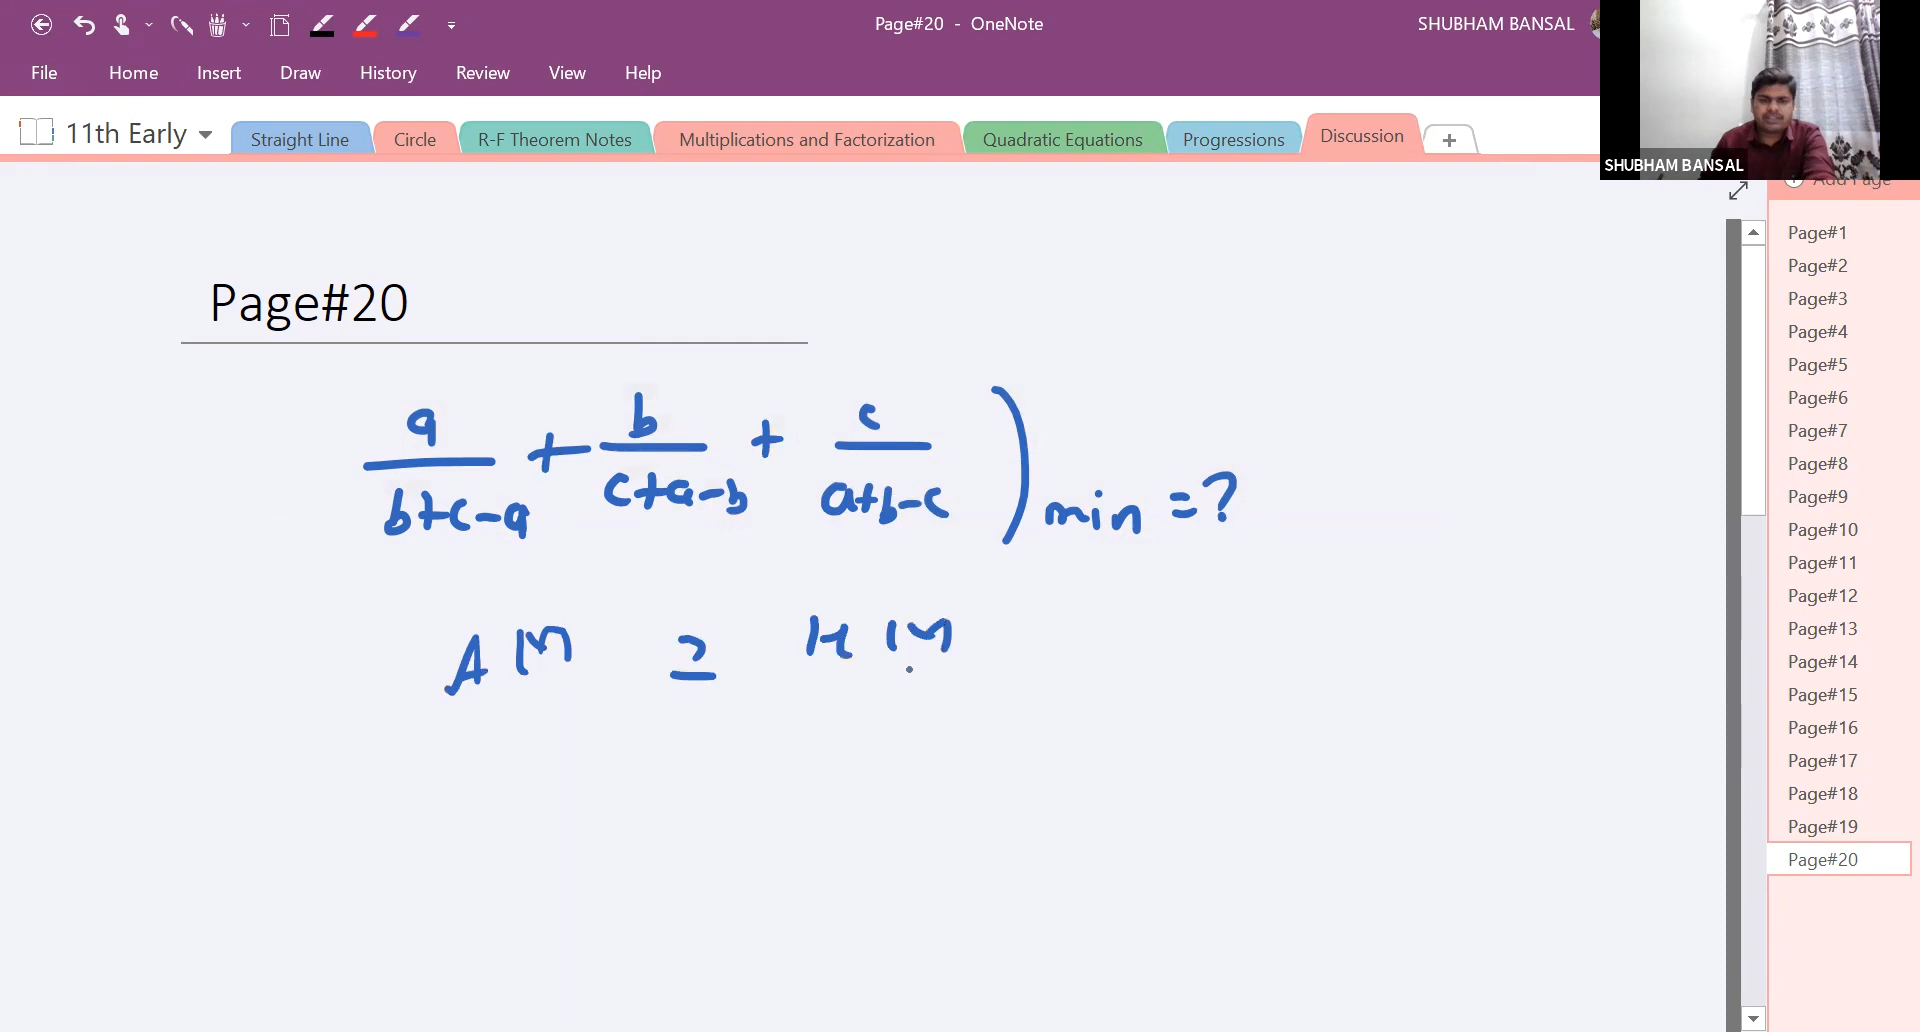 Page#20 - OneNote
SHUBHAM BANSAL
File Home Insert Draw History Review View Help
11th Early
Straight Line
Circle
R-F Theorem Notes
Multiplications and Factorization
Quadratic Equations
Progressions
Discussion
SHUBHAM BANSAL
Add Page
Page#20
a/(b+c-a) + b/(c+a-b) + c/(a+b-c) ) min = ?
AM ≥ HM
Page#1
Page#2
Page#3
Page#4
Page#5
Page#6
Page#7
Page#8
Page#9
Page#10
Page#11
Page#12
Page#13
Page#14
Page#15
Page#16
Page#17
Page#18
Page#19
Page#20